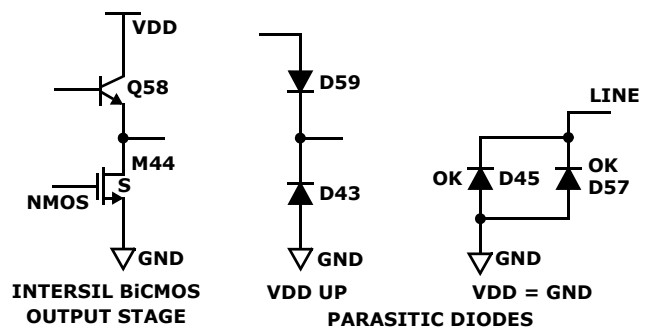 VDD
Q58
M44
S
NMOS
GND
INTERSIL BiCMOS
OUTPUT STAGE
D59
D43
GND
VDD UP
LINE
OK D45
OK
D57
GND
VDD = GND
PARASITIC DIODES